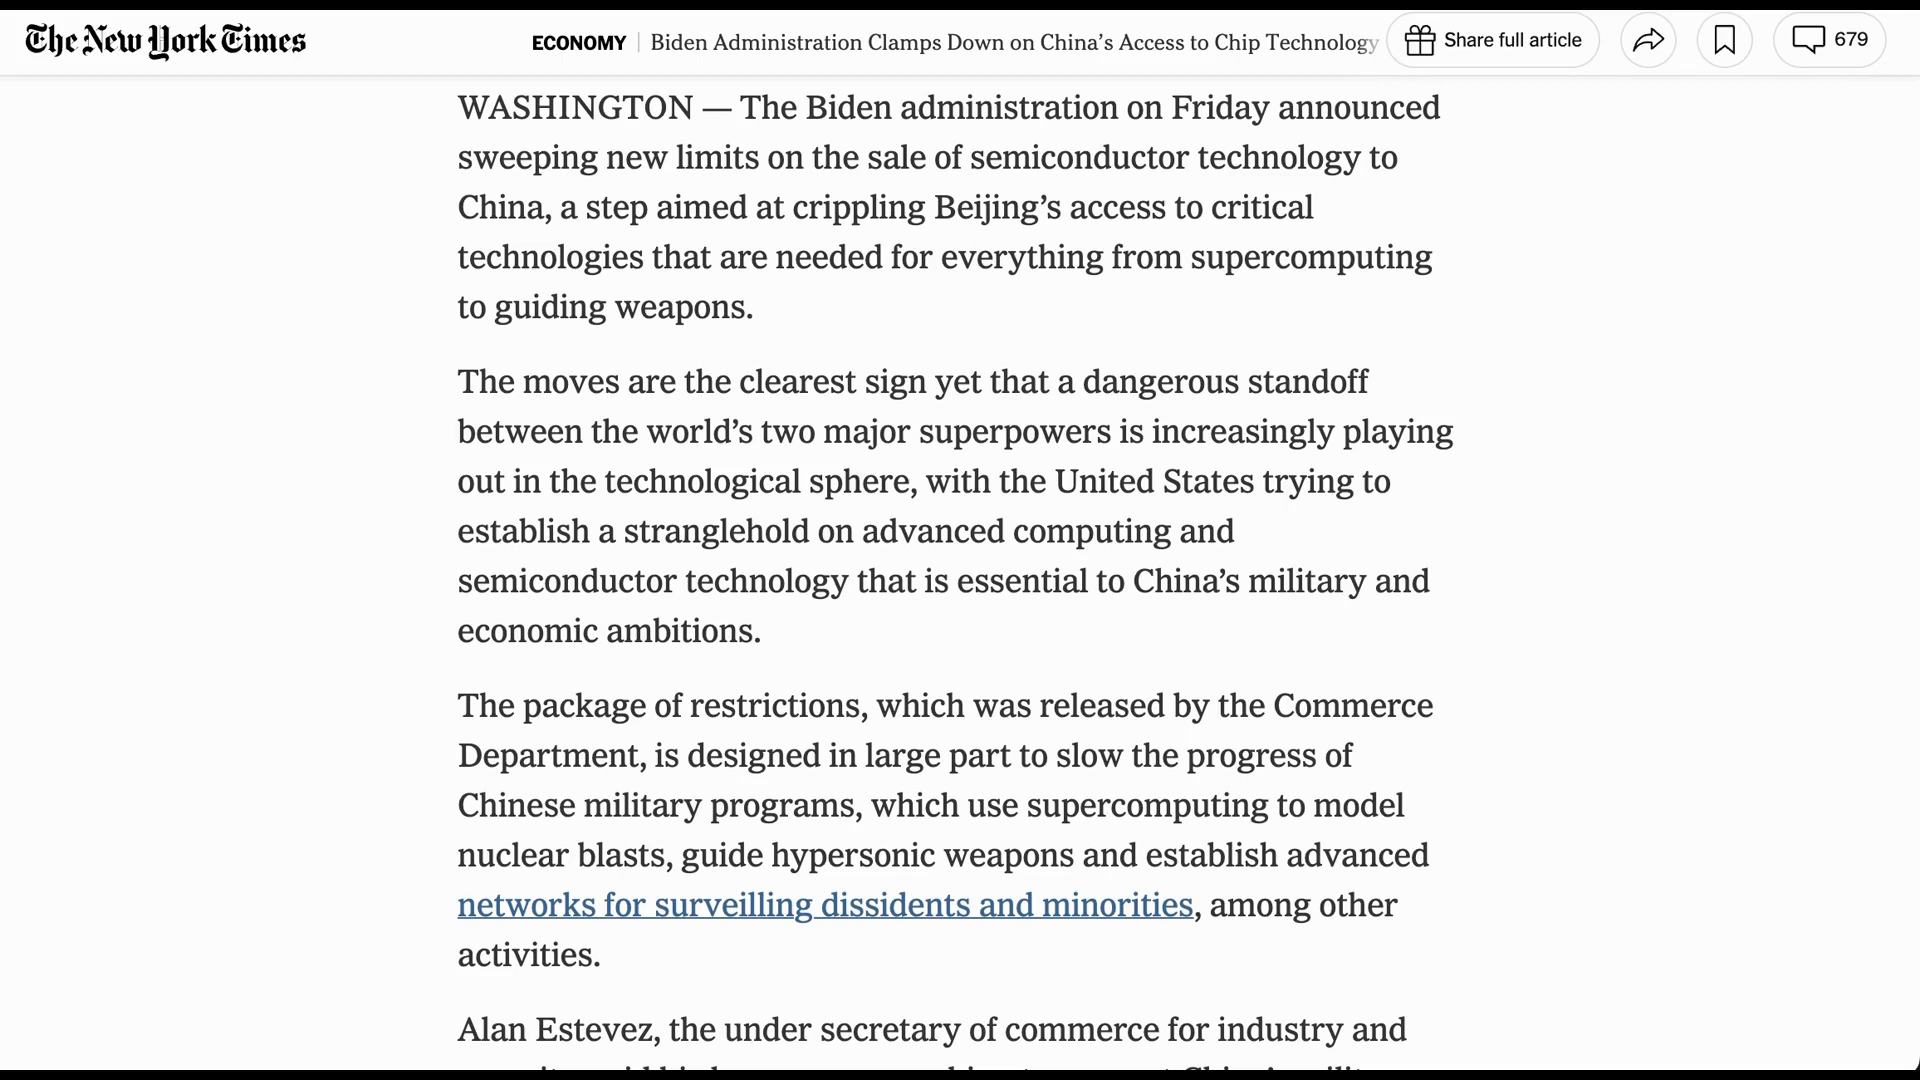 The New York Times
ECONOMY | Biden Administration Clamps Down on China’s Access to Chip Technology
Share full article
679
WASHINGTON — The Biden administration on Friday announced
sweeping new limits on the sale of semiconductor technology to
China, a step aimed at crippling Beijing’s access to critical
technologies that are needed for everything from supercomputing
to guiding weapons.
The moves are the clearest sign yet that a dangerous standoff
between the world’s two major superpowers is increasingly playing
out in the technological sphere, with the United States trying to
establish a stranglehold on advanced computing and
semiconductor technology that is essential to China’s military and
economic ambitions.
The package of restrictions, which was released by the Commerce
Department, is designed in large part to slow the progress of
Chinese military programs, which use supercomputing to model
nuclear blasts, guide hypersonic weapons and establish advanced
networks for surveilling dissidents and minorities, among other
activities.
Alan Estevez, the under secretary of commerce for industry and